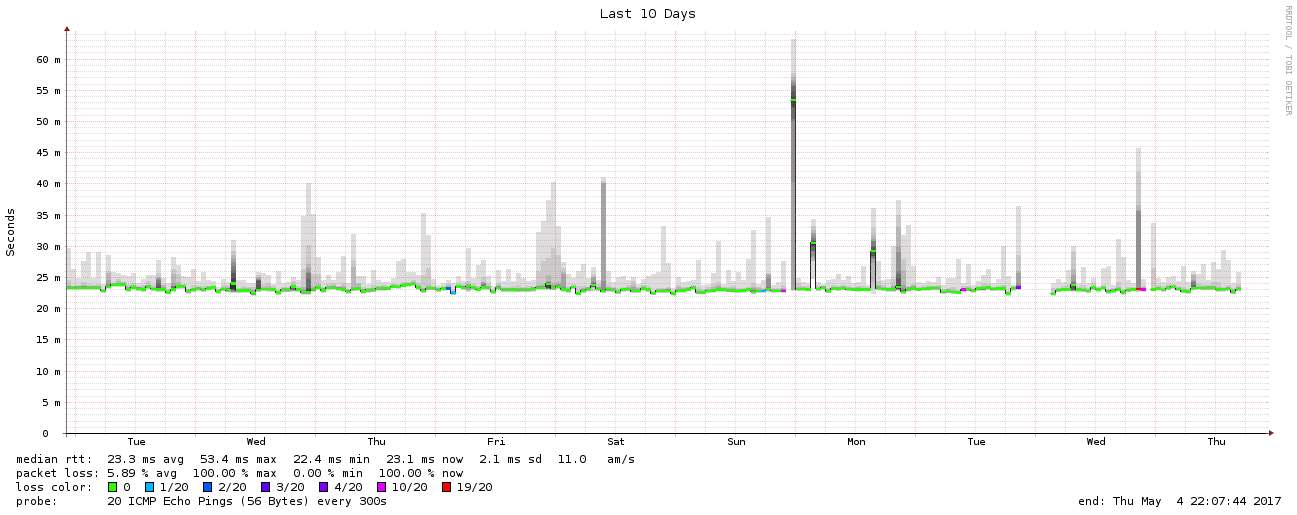 Last 10 Days
RRDTOOL / TOBI OETIKER
Seconds
60 m
55 m
50 m
45 m
40 m
35 m
30 m
25 m
20 m
15 m
10 m
5 m
0
Tue Wed Thu Fri Sat Sun Mon Tue Wed Thu
median rtt: 23.3 ms avg 53.4 ms max 22.4 ms min 23.1 ms now 2.1 ms sd 11.0 am/s
packet loss: 5.89 % avg 100.00 % max 0.00 % min 100.00 % now
loss color: 0 1/20 2/20 3/20 4/20 10/20 19/20
probe: 20 ICMP Echo Pings (56 Bytes) every 300s end: Thu May 4 22:07:44 2017